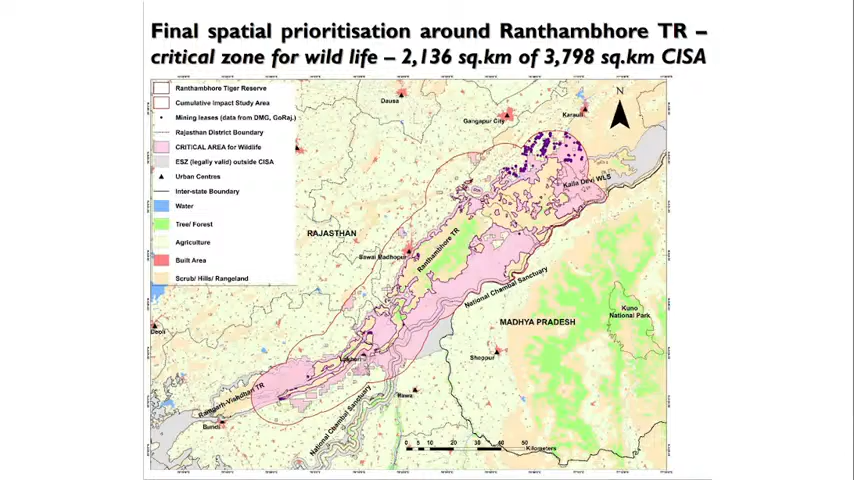 Final spatial prioritisation around Ranthambhore TR –
critical zone for wild life – 2,136 sq.km of 3,798 sq.km CISA
Ranthambhore Tiger Reserve
Cumulative Impact Study Area
Mining leases (data from DMG, GoRaj.)
Rajasthan District Boundary
CRITICAL AREA for Wildlife
ESZ (legally valid) outside CISA
Urban Centres
Inter-state Boundary
Water
Tree/ Forest
Agriculture
Built Area
Scrub/ Hills/ Rangeland
N
Dausa
Gangapur City
Karauli
Kaila Devi WLS
RAJASTHAN
Sawai Madhopur
Ranthambhore TR
National Chambal Sanctuary
MADHYA PRADESH
Kuno
National Park
Sheopur
Ramgarh-Vishdhari TR
Bundi
National Chambal Sanctuary
0 5 10 20 30 40 50
Kilometers